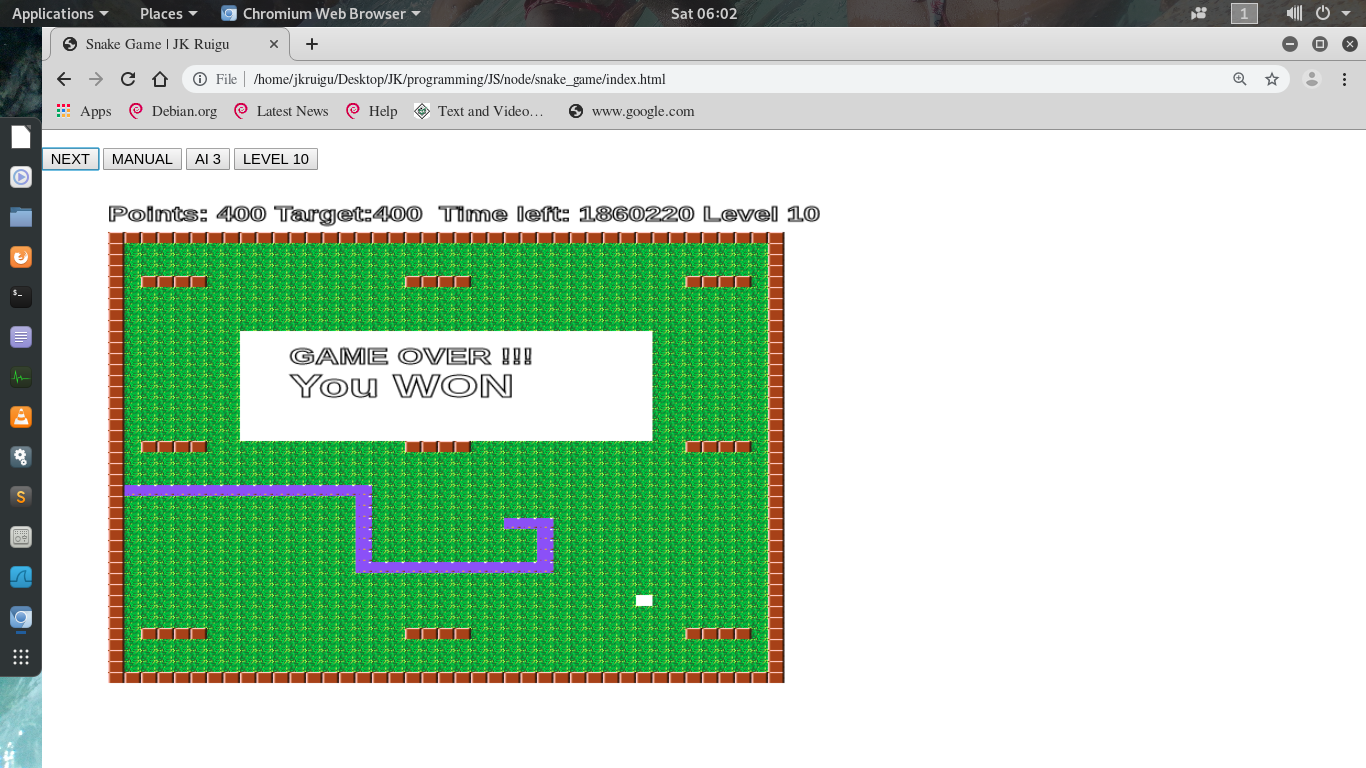 Applications Places Chromium Web Browser Sat 06:02 1
Snake Game | JK Ruigu
File /home/jkruigu/Desktop/JK/programming/JS/node/snake_game/index.html
Apps Debian.org Latest News Help Text and Video… www.google.com
NEXT MANUAL AI 3 LEVEL 10
Points: 400 Target:400 Time left: 1860220 Level 10
GAME OVER !!!
You WON
S